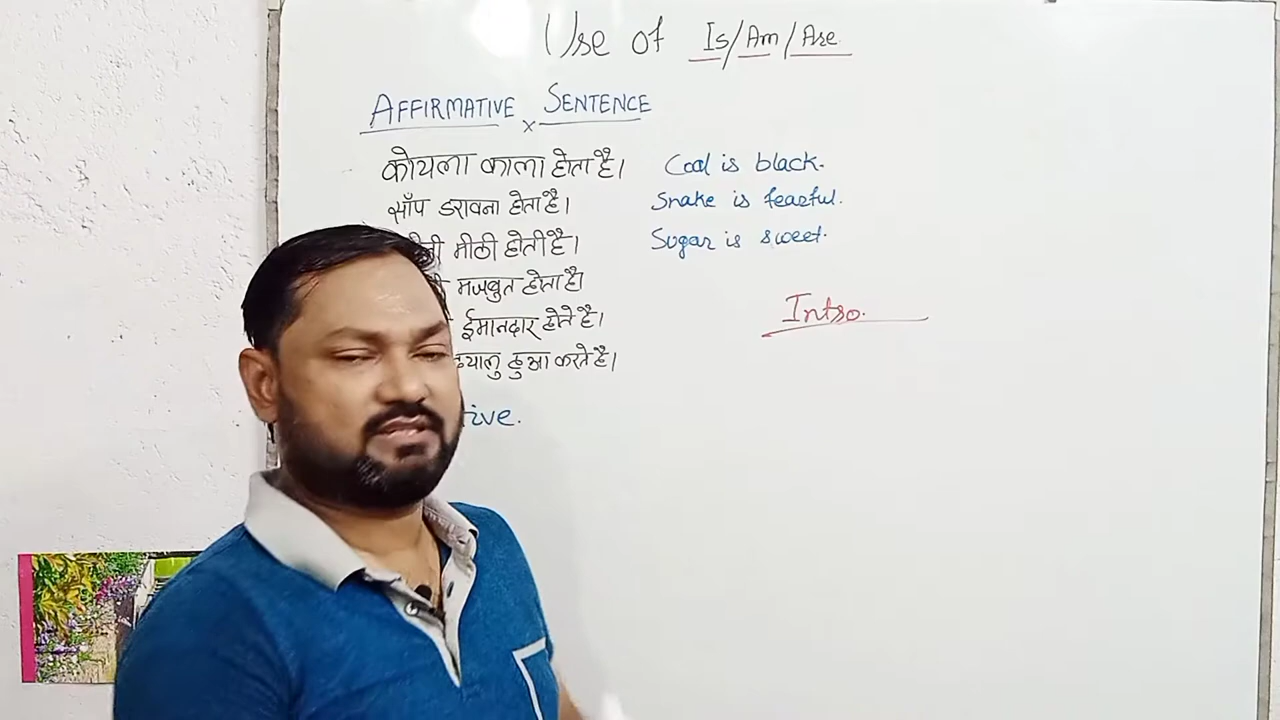 Use of Is/Am/Are.
AFFIRMATIVE × SENTENCE
कोयला काला होता है। Coal is black.
साँप डरावना होता है। Snake is fearful.
मीठी होती है। Sugar is sweet.
मजबुत होता है।
ईमानदार होते है।
Intro.
दयालु हुआ करते है।